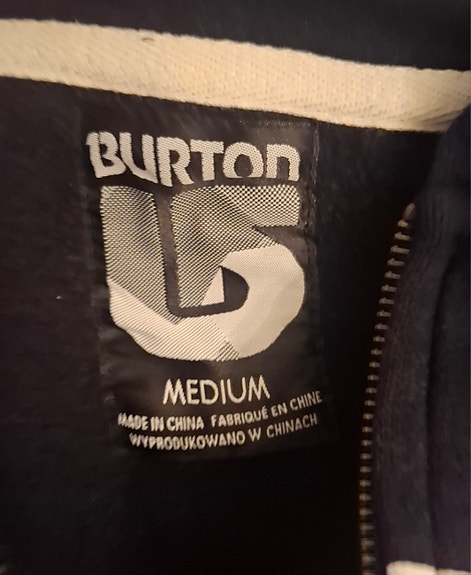 BURTON
MEDIUM
MADE IN CHINA FABRIQUÉ EN CHINE
WYPRODUKOWANO W CHINACH